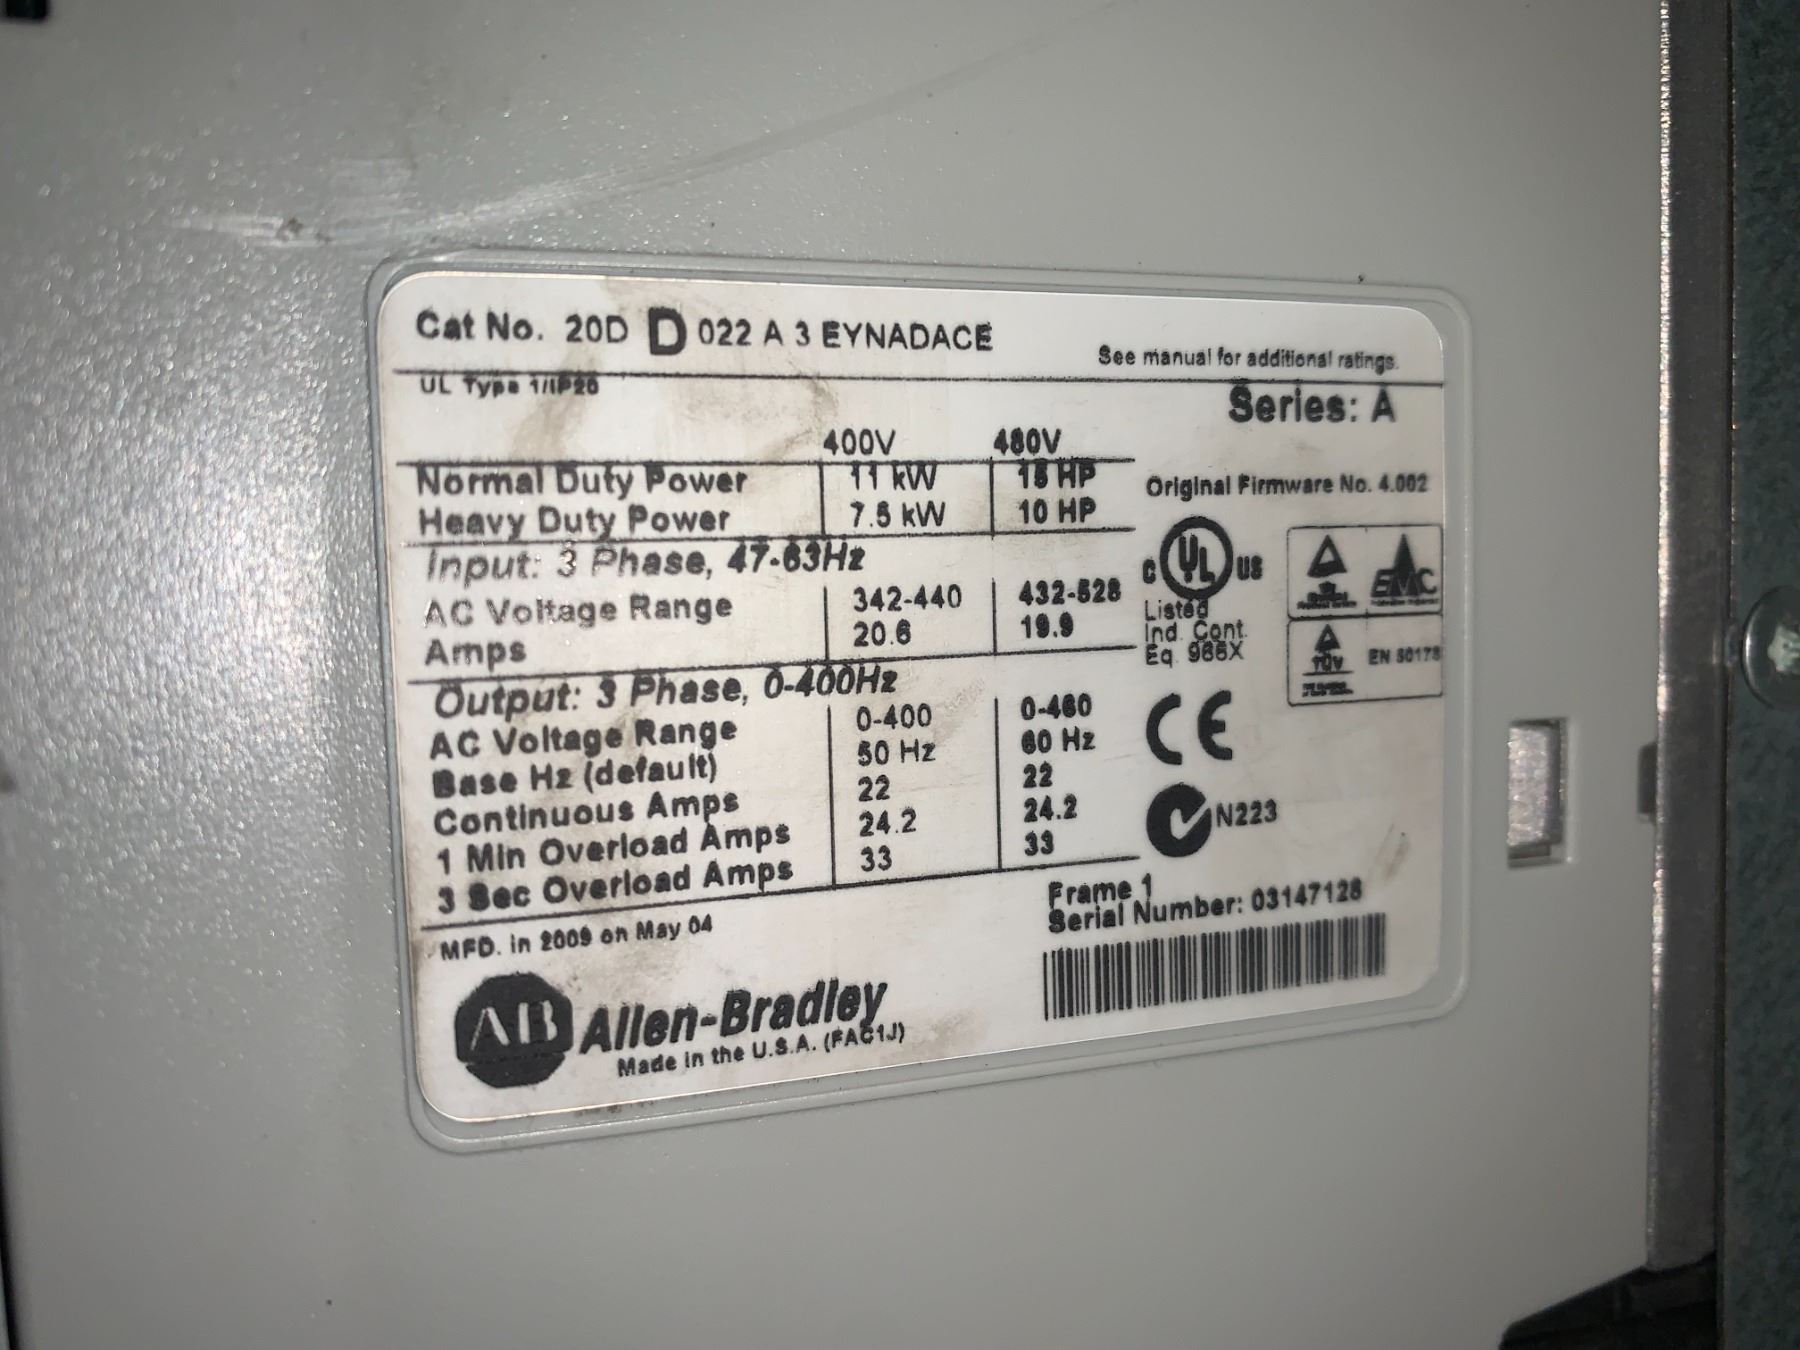 Cat No. 20D D 022 A 3 EYNADACE
See manual for additional ratings.
UL Type 1/IP20
Series: A
400V 480V
Normal Duty Power 11 kW 15 HP
Heavy Duty Power 7.5 kW 10 HP
Original Firmware No. 4.002
Input: 3 Phase, 47-63Hz
AC Voltage Range 342-440 432-528
Amps 20.6 19.9
C UL US
Listed
Ind. Cont.
Eq. 966X
EMC
TÜV
EN 50178
Output: 3 Phase, 0-400Hz
AC Voltage Range 0-400 0-460
Base Hz (default) 50 Hz 60 Hz
Continuous Amps 22 22
1 Min Overload Amps 24.2 24.2
3 Sec Overload Amps 33 33
CE
N223
Frame 1
Serial Number: 03147128
MFD. in 2009 on May 04
AB Allen-Bradley
Made in the U.S.A. (FAC1J)